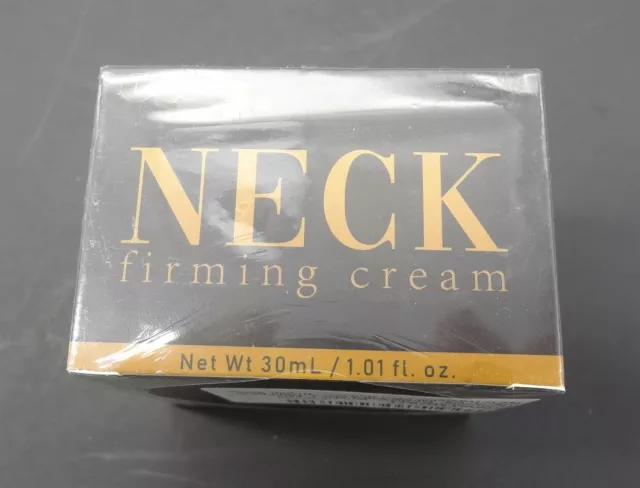 NECK
firming cream
Net Wt 30mL / 1.01 fl. oz.